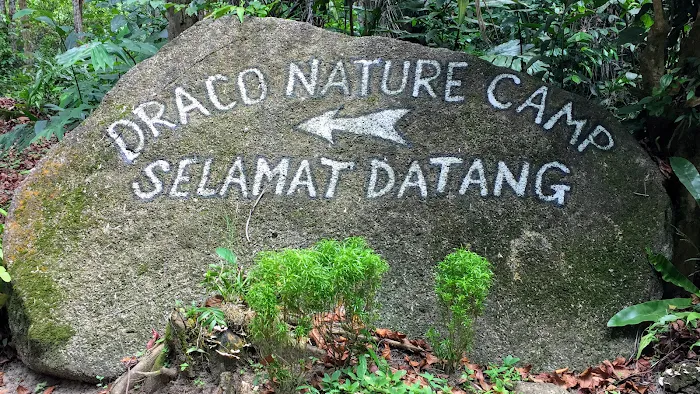 DRACO NATURE CAMP
SELAMAT DATANG